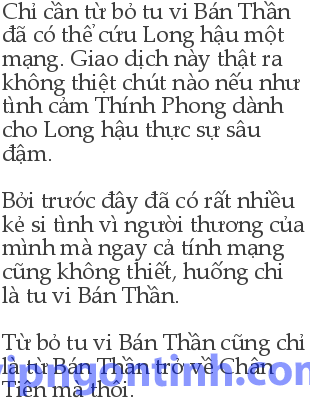 Chỉ cần từ bỏ tu vi Bán Thần
đã có thể cứu Long hậu một
mạng. Giao dịch này thật ra
không thiệt chút nào nếu như
tình cảm Thính Phong dành
cho Long hậu thực sự sâu
đậm.

Bởi trước đây đã có rất nhiều
kẻ si tình vì người thương của
mình mà ngay cả tính mạng
cũng không thiết, huống chi
là tu vi Bán Thần.

Từ bỏ tu vi Bán Thần cũng chỉ
là từ Bán Thần trở về Chân
Tiên mà thôi.
vipngontinh.com